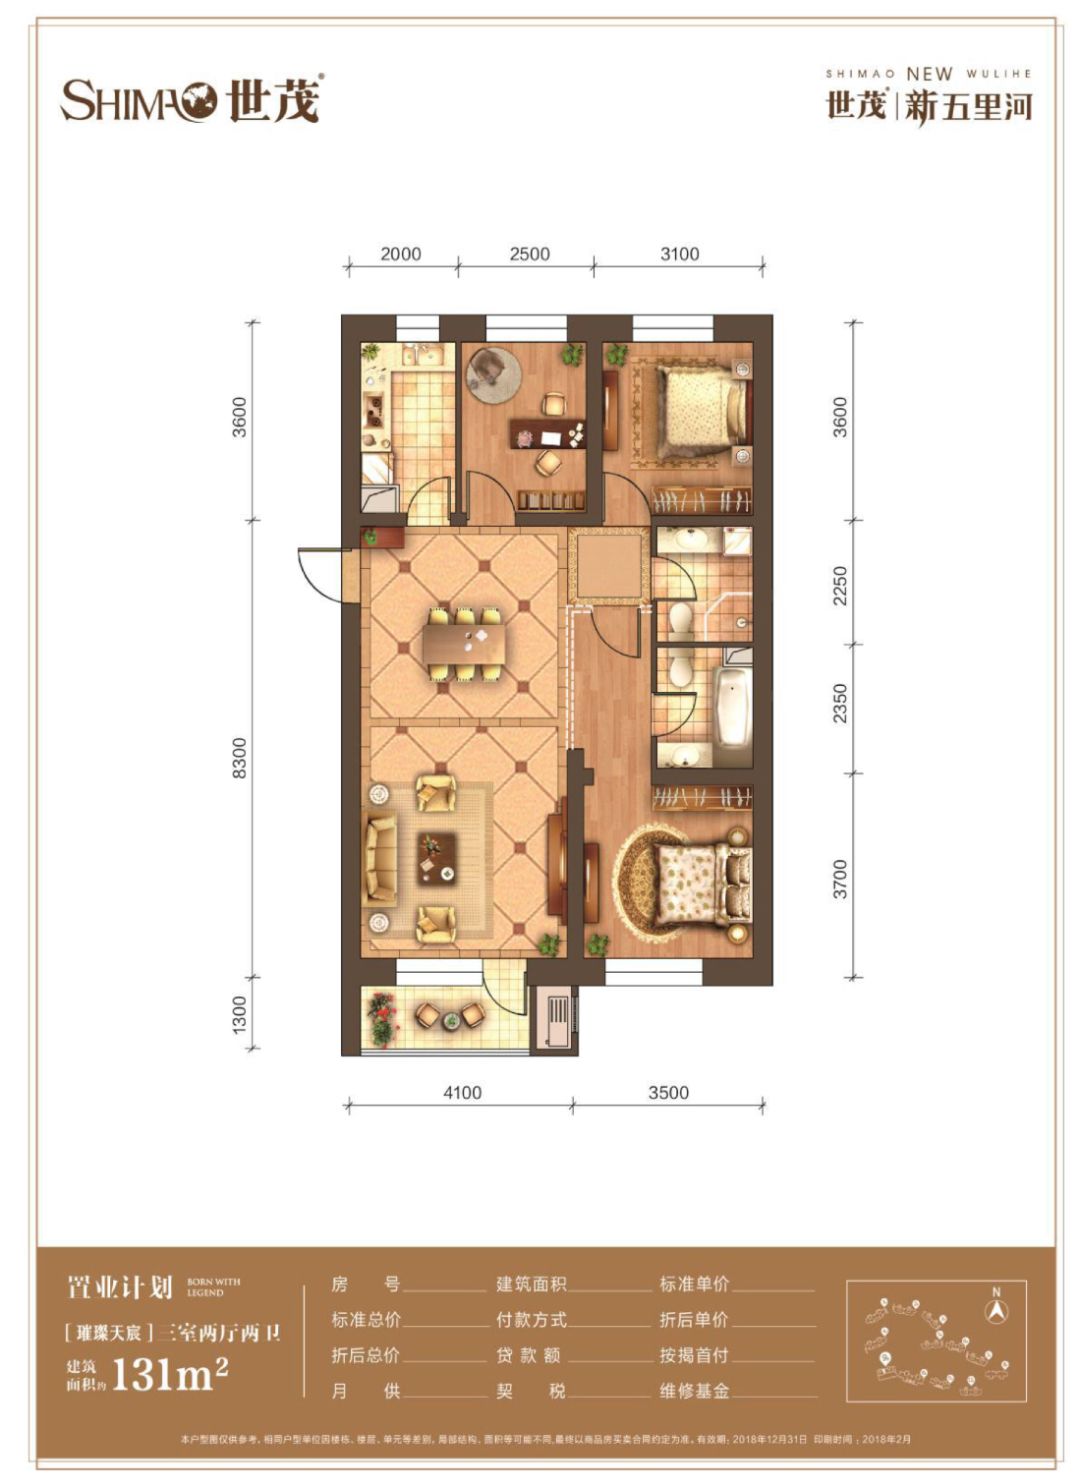 SHIMAO 世茂®
SHIMAO NEW WULIHE
世茂® | 新五里河
2000 2500 3100
3600
8300
1300
3600
2250
2350
3700
4100 3500
置业计划 BORN WITH LEGEND
[璀璨天宸]三室两厅两卫
建筑面积约 131m²
房 号 建筑面积 标准单价
标准总价 付款方式 折后单价
折后总价 贷款额 按揭首付
月 供 契 税 维修基金
N
本户型图仅供参考。相同户型单位因楼栋、楼层、单元等差别，局部结构、面积等可能不同,最终以商品房买卖合同约定为准。有效期：2018年12月31日 印刷时间：2018年2月